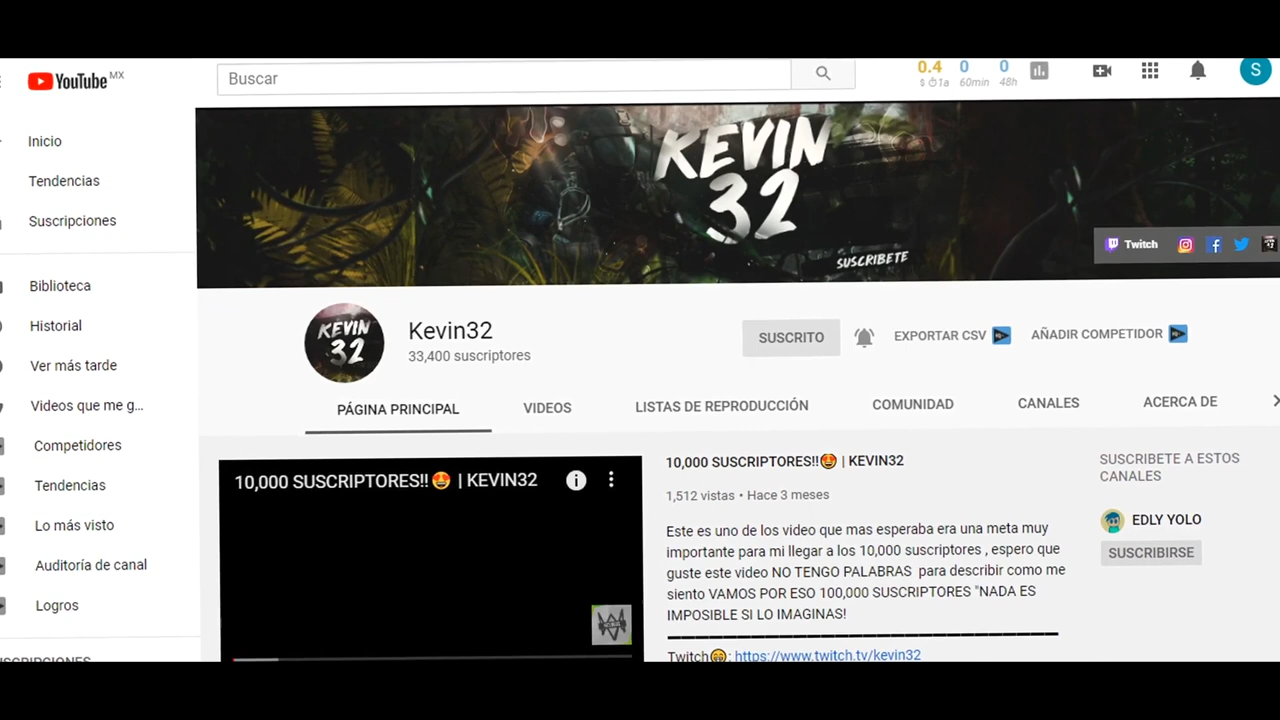 YouTube MX
Buscar
0.4 0 0
$ 1a 60min 48h
S
Inicio
Tendencias
Suscripciones
Biblioteca
Historial
Ver más tarde
Videos que me g...
Competidores
Tendencias
Lo más visto
Auditoría de canal
Logros
KEVIN
32
SUSCRIBETE
Twitch
KEVIN
32
Kevin32
33,400 suscriptores
SUSCRITO
EXPORTAR CSV
AÑADIR COMPETIDOR
PÁGINA PRINCIPAL VIDEOS LISTAS DE REPRODUCCIÓN COMUNIDAD CANALES ACERCA DE
10,000 SUSCRIPTORES!!🤩 | KEVIN32
10,000 SUSCRIPTORES!!🤩 | KEVIN32
1,512 vistas • Hace 3 meses
Este es uno de los video que mas esperaba era una meta muy
importante para mi llegar a los 10,000 suscriptores , espero que
guste este video NO TENGO PALABRAS para describir como me
siento VAMOS POR ESO 100,000 SUSCRIPTORES "NADA ES
IMPOSIBLE SI LO IMAGINAS!
Twitch😁: https://www.twitch.tv/kevin32
SUSCRIBETE A ESTOS
CANALES
EDLY YOLO
SUSCRIBIRSE